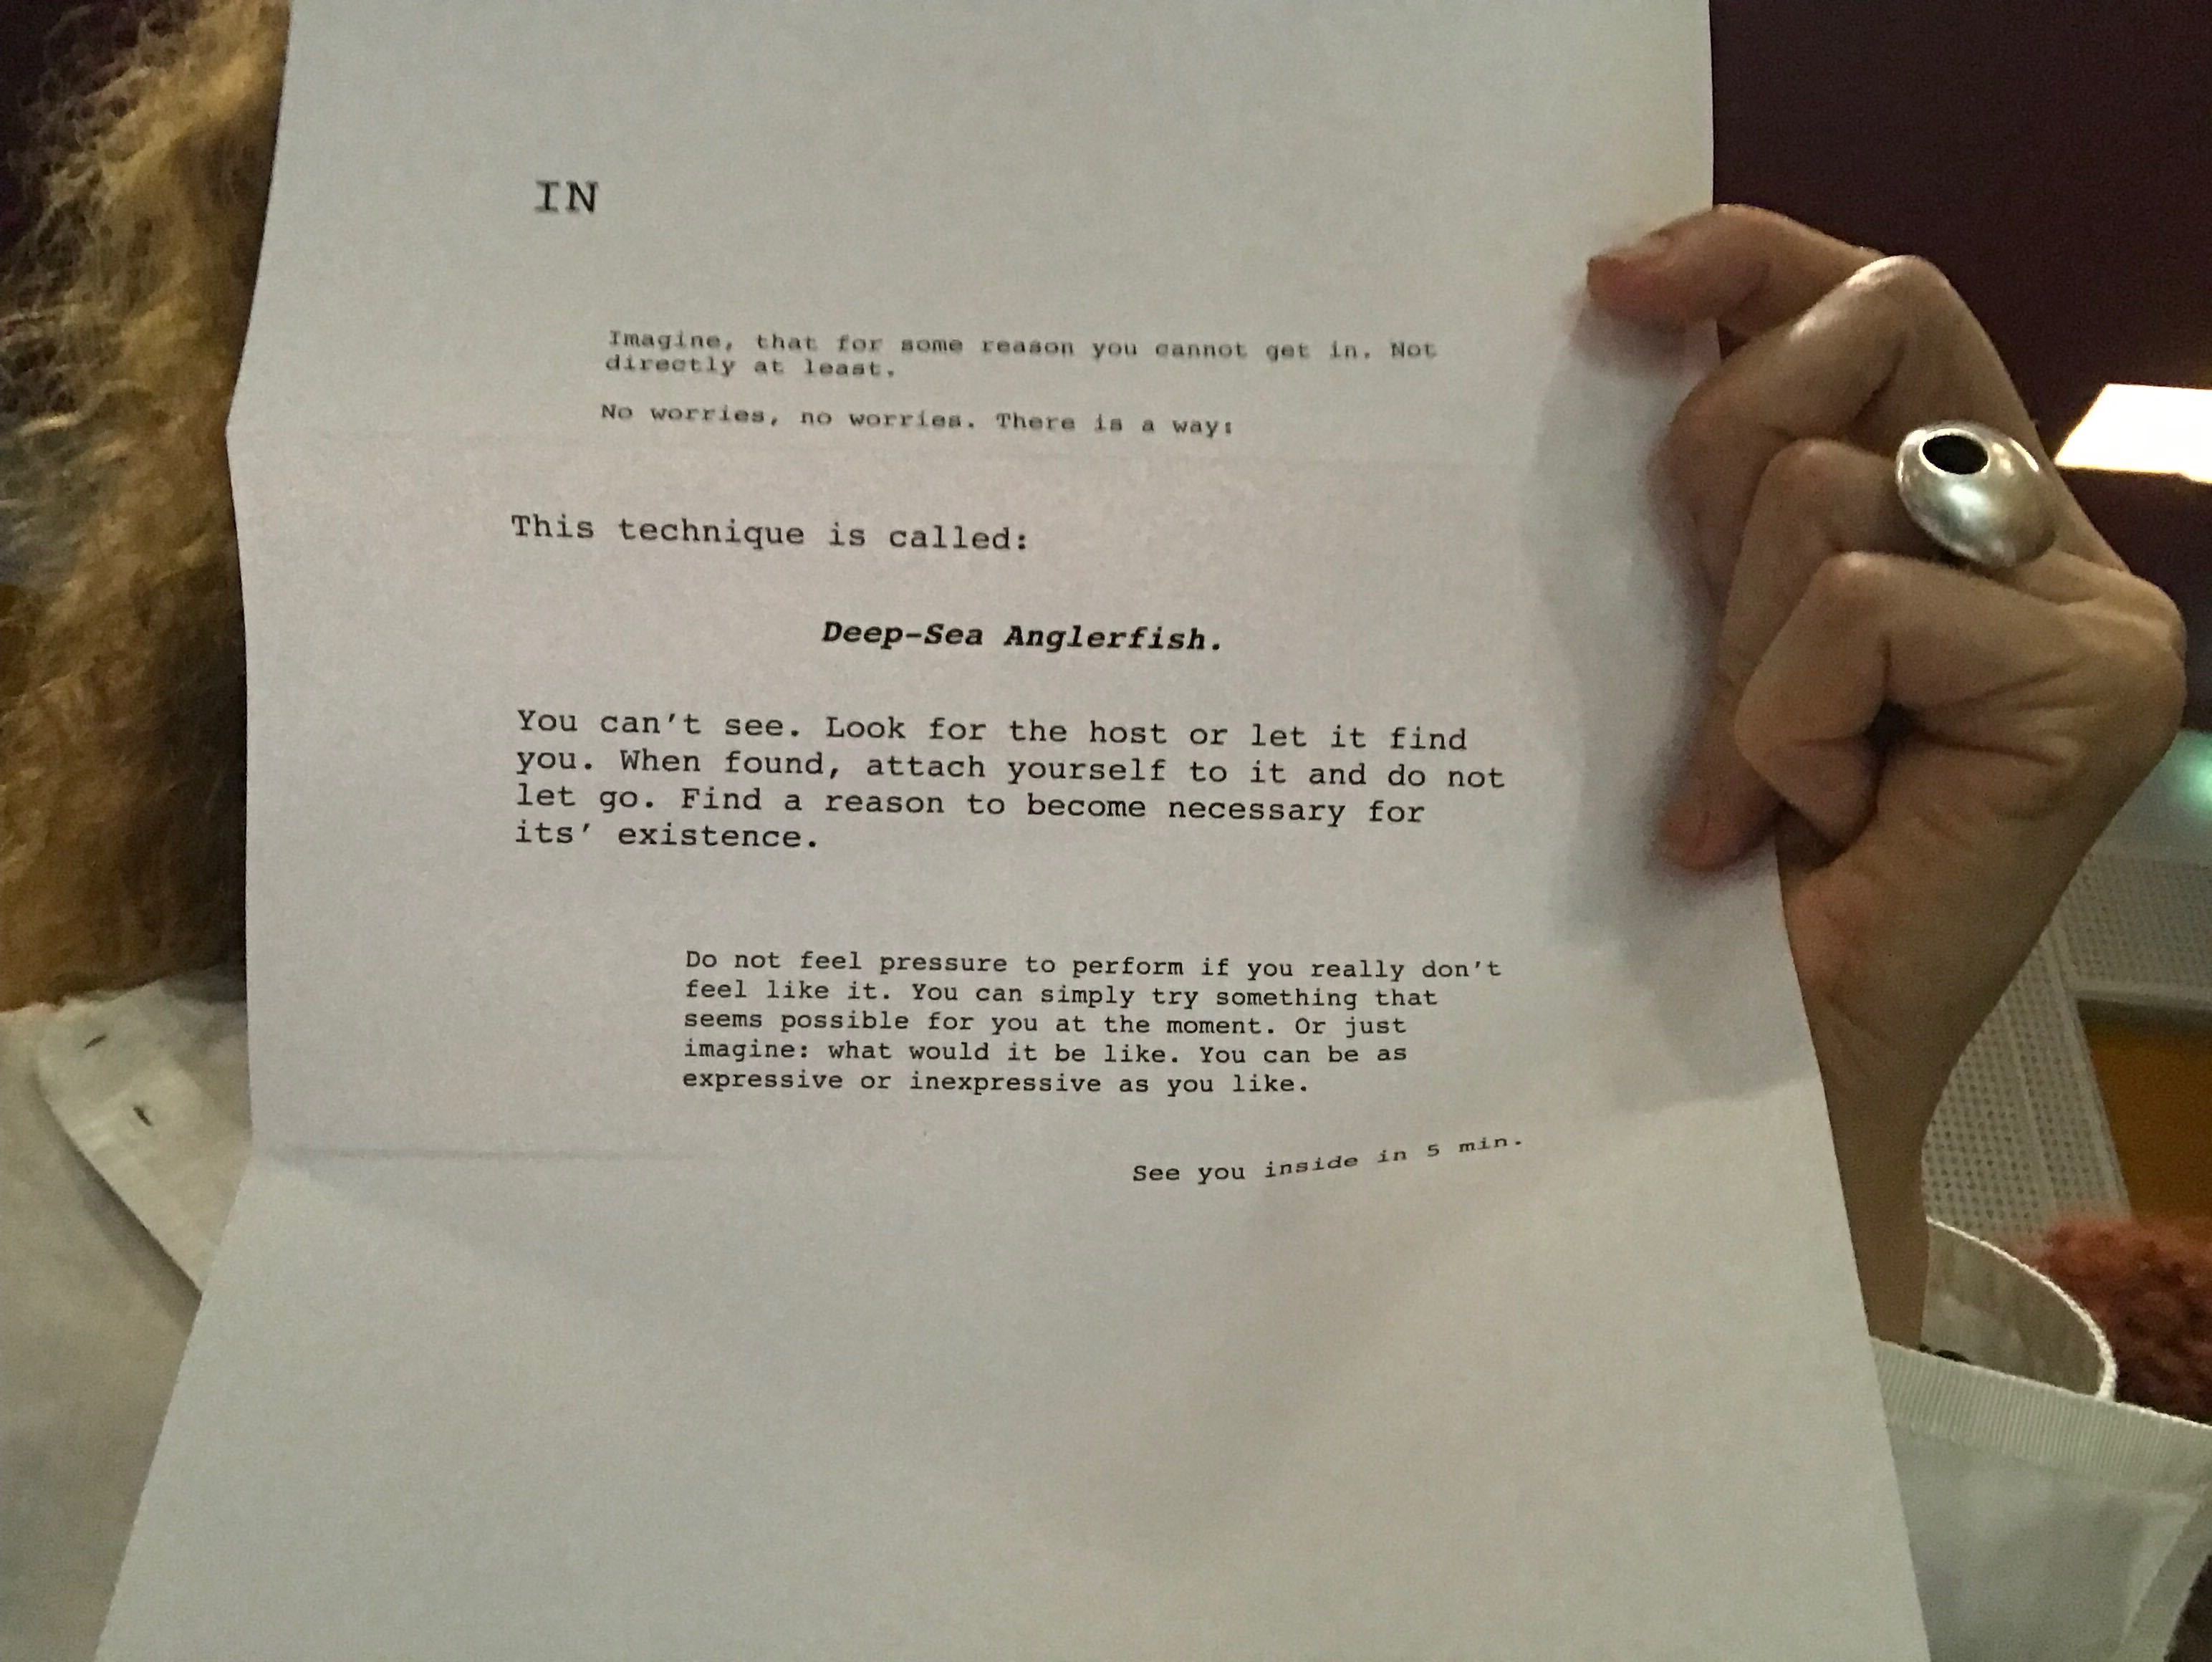 IN
Imagine, that for some reason you cannot get in. Not
directly at least.
No worries, no worries. There is a way:
This technique is called:
Deep-Sea Anglerfish.
You can't see. Look for the host or let it find
you. When found, attach yourself to it and do not
let go. Find a reason to become necessary for
its' existence.
Do not feel pressure to perform if you really don't
feel like it. You can simply try something that
seems possible for you at the moment. Or just
imagine: what would it be like. You can be as
expressive or inexpressive as you like.
See you inside in 5 min.